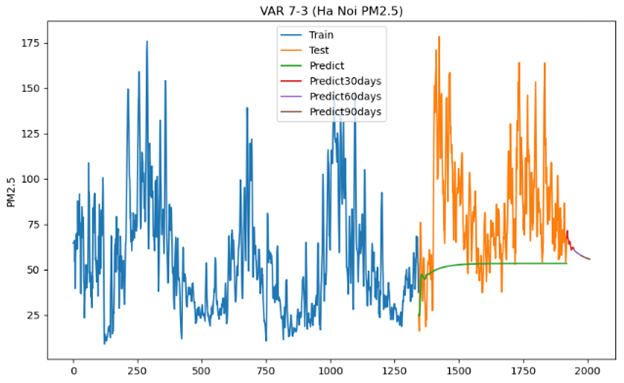 VAR 7-3 (Ha Noi PM2.5)
Train
Test
Predict
Predict30days
Predict60days
Predict90days
PM2.5
175
150
125
100
75
50
25
0 250 500 750 1000 1250 1500 1750 2000